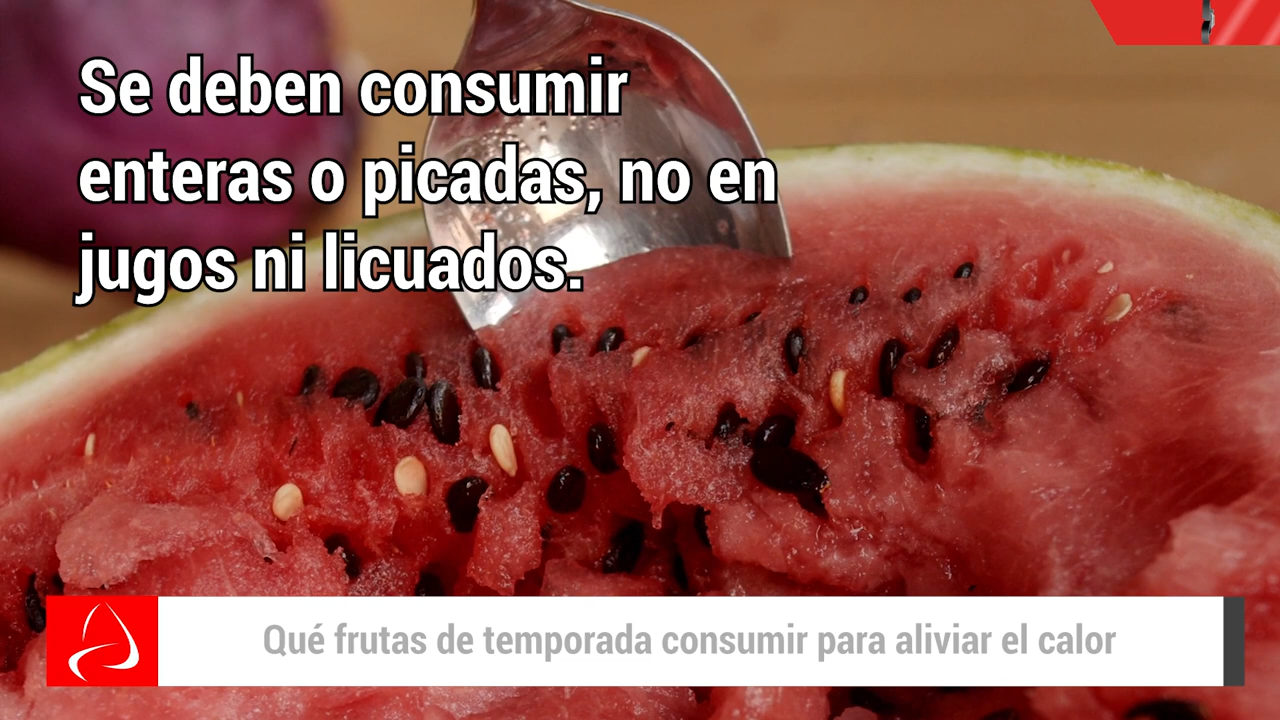 Se deben consumir
enteras o picadas, no en
jugos ni licuados.
Qué frutas de temporada consumir para aliviar el calor